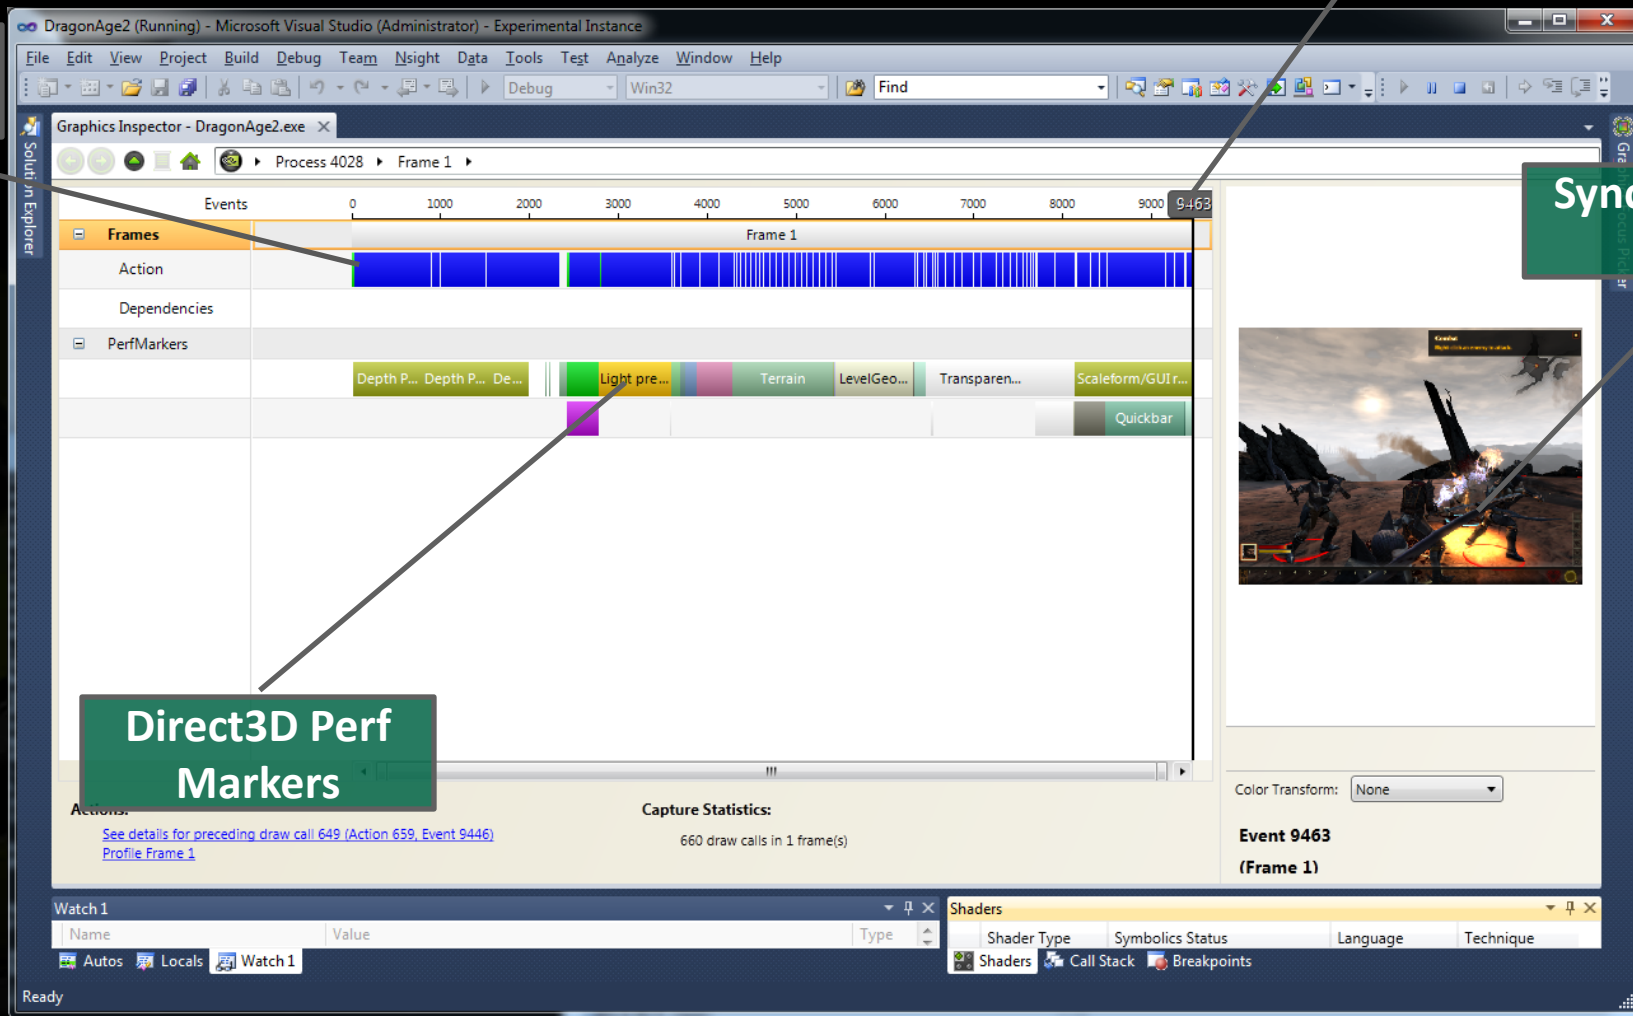 DragonAge2 (Running) - Microsoft Visual Studio (Administrator) - Experimental Instance
File Edit View Project Build Debug Team Nsight Data Tools Test Analyze Window Help
Debug Win32 Find
Graphics Inspector - DragonAge2.exe
Solution Explorer
Process 4028 Frame 1
Sync
Events 0 1000 2000 3000 4000 5000 6000 7000 8000 9000 9463
Frames Frame 1
Action
Dependencies
PerfMarkers
Depth P... Depth P... De... Light pre... Terrain LevelGeo... Transparen... Scaleform/GUI r...
Quickbar
Direct3D Perf
Markers
Actions:
See details for preceding draw call 649 (Action 659, Event 9446)
Profile Frame 1
Capture Statistics:
660 draw calls in 1 frame(s)
Color Transform: None
Event 9463
(Frame 1)
Watch 1
Name Value Type
Autos Locals Watch 1
Shaders
Shader Type Symbolics Status Language Technique
Shaders Call Stack Breakpoints
Ready